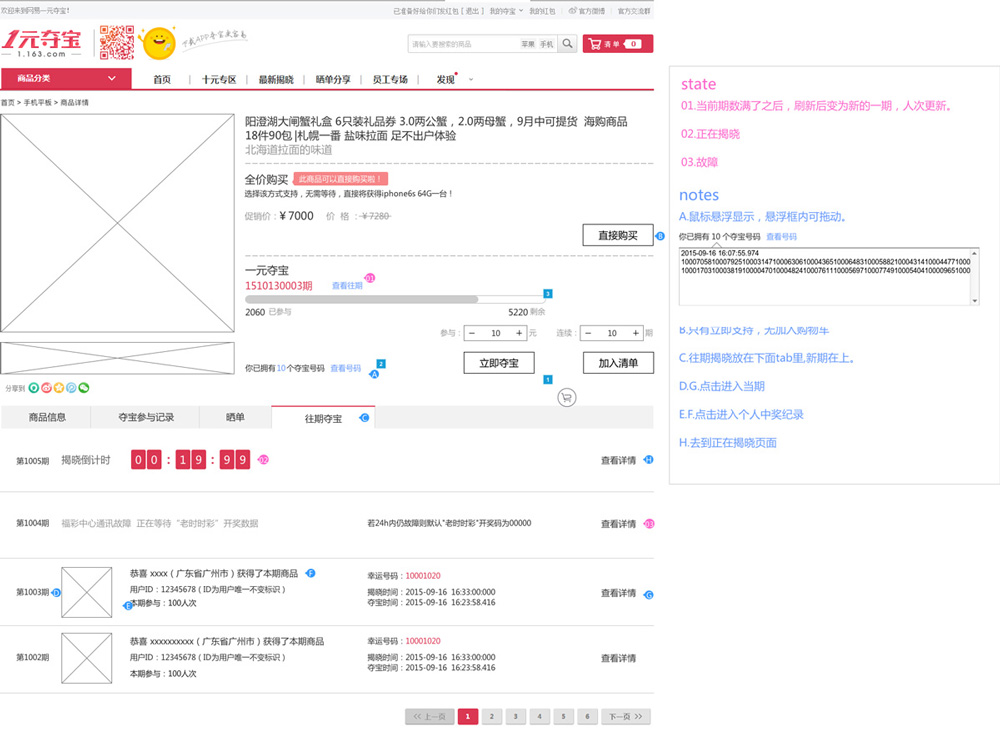 欢迎来到网易一元夺宝！
已准备好给你们发红包 [ 退出 ]
我的夺宝
我的红包
官方微博
官方交流群
1元夺宝
1.163.com
下载APP夺宝更容易
请输入要搜索的商品
苹果 手机
清单 0
商品分类
首页
十元专区
最新揭晓
晒单分享
员工专场
发现
首页 > 手机平板 > 商品详情
阳澄湖大闸蟹礼盒 6只装礼品券 3.0两公蟹，2.0两母蟹，9月中可提货 海购商品
18件90包|札幌一番 盐味拉面 足不出户体验
北海道拉面的味道
全价购买
此商品可以直接购买啦！
选择该方式支持，无需等待，直接将获得iphone6s 64G一台！
促销价：¥ 7000
价 格：¥ 7280
直接购买 B
一元夺宝
1510130003期
查看往期 01
3
2060 已参与
5220 剩余
参与：− 10 + 元
连续：− 10 + 期
你已拥有10个夺宝号码 查看号码 2 A
立即夺宝
加入清单
1
分享到
商品信息
夺宝参与记录
晒单
往期夺宝 C
第1005期 揭晓倒计时 00 : 19 : 99 02 查看详情 H
第1004期 福彩中心通讯故障 正在等待“老时时彩”开奖数据 若24h内仍故障则默认"老时时彩"开奖码为00000 查看详情 03
恭喜 xxxx（广东省广州市）获得了本期商品 F 幸运号码：10001020
第1003期 D 用户ID：12345678（ID为用户唯一不变标识） 揭晓时间：2015-09-16 16:33:00:000 查看详情 G
E 本期参与：100人次 夺宝时间：2015-09-16 16:23:58.416
恭喜 xxxxxxxxxx（广东省广州市）获得了本期商品 幸运号码：10001020
第1002期 用户ID：12345678（ID为用户唯一不变标识） 揭晓时间：2015-09-16 16:33:00:000 查看详情
本期参与：100人次 夺宝时间：2015-09-16 16:23:58.416
<< 上一页 1 2 3 4 5 6 下一页 >>
state
01.当前期数满了之后，刷新后变为新的一期，人次更新。
02.正在揭晓
03.故障
notes
A.鼠标悬浮显示，悬浮框内可拖动。
你已拥有 10 个夺宝号码 查看号码
2015-09-16 16:07:55.974
1000705810007925100031471000630610004365100064831000588210004314100044771000
1000170310003819100004701000482410007611100056971000774910005404100009651000
B.只有立即支持，无加入购物车
C.往期揭晓放在下面tab里,新期在上。
D.G.点击进入当期
E.F.点击进入个人中奖纪录
H.去到正在揭晓页面